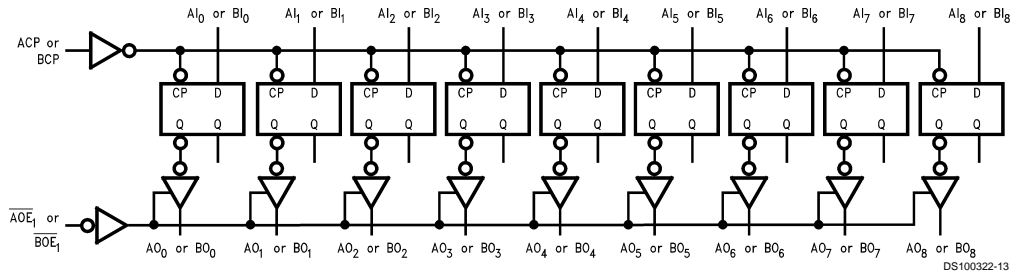 AI0 or BI0 AI1 or BI1 AI2 or BI2 AI3 or BI3 AI4 or BI4 AI5 or BI5 AI6 or BI6 AI7 or BI7 AI8 or BI8
ACP or
BCP
CP D CP D CP D CP D CP D CP D CP D CP D CP D
Q Q Q Q Q Q Q Q Q Q Q Q Q Q Q Q Q Q
A̅O̅E̅1 or
B̅O̅E̅1
AO0 or BO0 AO1 or BO1 AO2 or BO2 AO3 or BO3 AO4 or BO4 AO5 or BO5 AO6 or BO6 AO7 or BO7 AO8 or BO8
DS100322-13